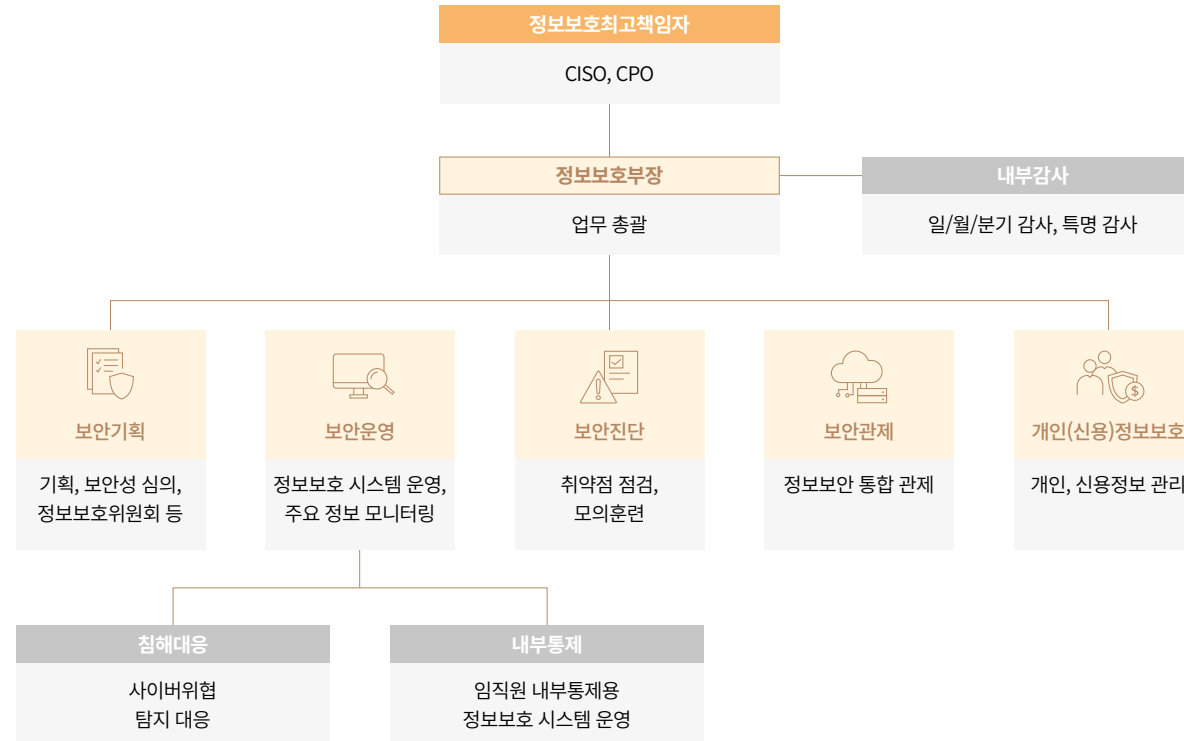 정보보호최고책임자
CISO, CPO
정보보호부장
업무 총괄
내부감사
일/월/분기 감사, 특명 감사
보안기획
기획, 보안성 심의,
정보보호위원회 등
보안운영
정보보호 시스템 운영,
주요 정보 모니터링
보안진단
취약점 점검,
모의훈련
보안관제
정보보안 통합 관제
개인(신용)정보보호
$
개인, 신용정보 관리
침해대응
사이버위협
탐지 대응
내부통제
임직원 내부통제용
정보보호 시스템 운영